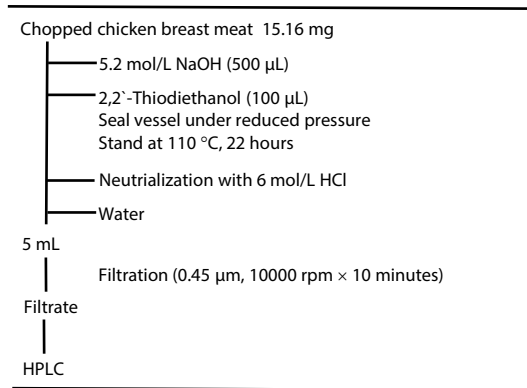 Chopped chicken breast meat 15.16 mg
5.2 mol/L NaOH (500 µL)
2,2`-Thiodiethanol (100 µL)
Seal vessel under reduced pressure
Stand at 110 °C, 22 hours
Neutrialization with 6 mol/L HCl
Water
5 mL
Filtration (0.45 µm, 10000 rpm × 10 minutes)
Filtrate
HPLC